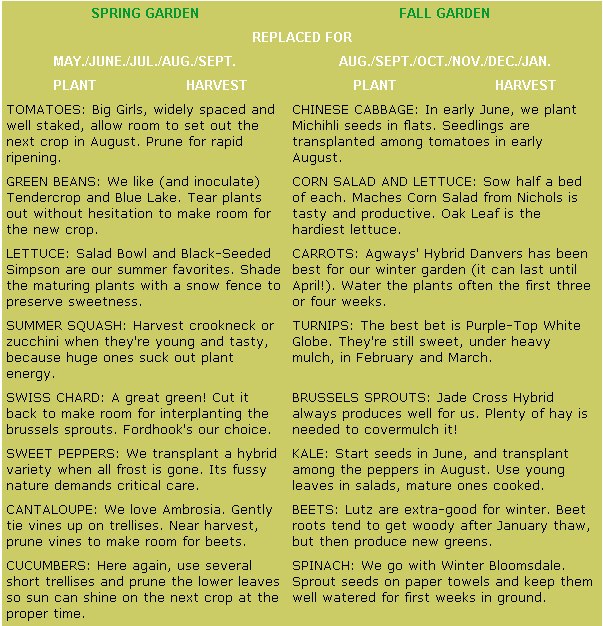 SPRING GARDEN FALL GARDEN
REPLACED FOR
MAY./JUNE./JUL./AUG./SEPT. AUG./SEPT./OCT./NOV./DEC./JAN.
PLANT HARVEST PLANT HARVEST
TOMATOES: Big Girls, widely spaced and
well staked, allow room to set out the
next crop in August. Prune for rapid
ripening.
CHINESE CABBAGE: In early June, we plant
Michihli seeds in flats. Seedlings are
transplanted among tomatoes in early
August.
GREEN BEANS: We like (and inoculate)
Tendercrop and Blue Lake. Tear plants
out without hesitation to make room for
the new crop.
CORN SALAD AND LETTUCE: Sow half a bed
of each. Maches Corn Salad from Nichols is
tasty and productive. Oak Leaf is the
hardiest lettuce.
LETTUCE: Salad Bowl and Black-Seeded
Simpson are our summer favorites. Shade
the maturing plants with a snow fence to
preserve sweetness.
CARROTS: Agways' Hybrid Danvers has been
best for our winter garden (it can last until
April!). Water the plants often the first three
or four weeks.
SUMMER SQUASH: Harvest crookneck or
zucchini when they're young and tasty,
because huge ones suck out plant
energy.
TURNIPS: The best bet is Purple-Top White
Globe. They're still sweet, under heavy
mulch, in February and March.
SWISS CHARD: A great green! Cut it
back to make room for interplanting the
brussels sprouts. Fordhook's our choice.
BRUSSELS SPROUTS: Jade Cross Hybrid
always produces well for us. Plenty of hay is
needed to covermulch it!
SWEET PEPPERS: We transplant a hybrid
variety when all frost is gone. Its fussy
nature demands critical care.
KALE: Start seeds in June, and transplant
among the peppers in August. Use young
leaves in salads, mature ones cooked.
CANTALOUPE: We love Ambrosia. Gently
tie vines up on trellises. Near harvest,
prune vines to make room for beets.
BEETS: Lutz are extra-good for winter. Beet
roots tend to get woody after January thaw,
but then produce new greens.
CUCUMBERS: Here again, use several
short trellises and prune the lower leaves
so sun can shine on the next crop at the
proper time.
SPINACH: We go with Winter Bloomsdale.
Sprout seeds on paper towels and keep them
well watered for first weeks in ground.